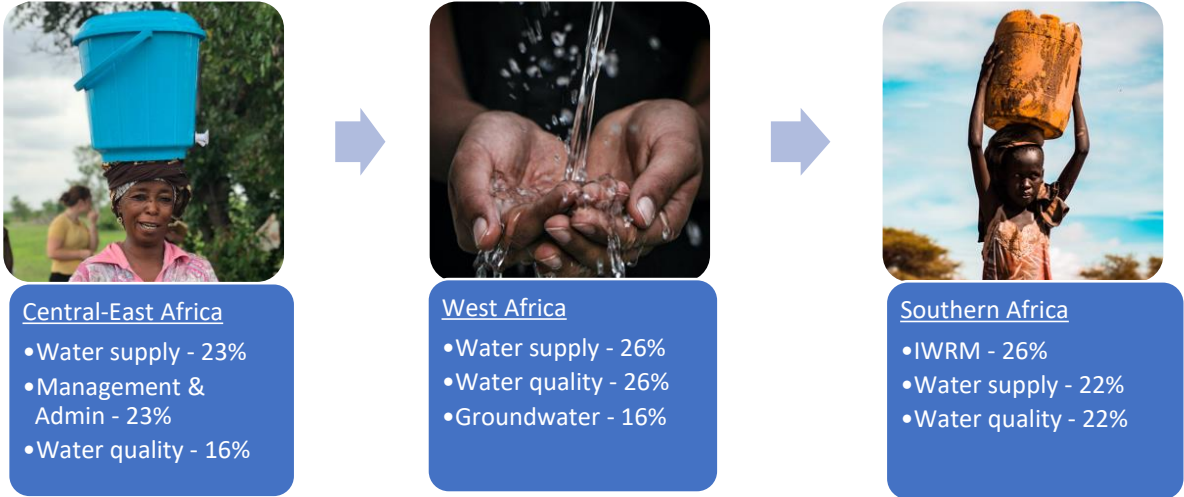 Central-East Africa
•Water supply - 23%
•Management &
Admin - 23%
•Water quality - 16%
West Africa
•Water supply - 26%
•Water quality - 26%
•Groundwater - 16%
Southern Africa
•IWRM - 26%
•Water supply - 22%
•Water quality - 22%